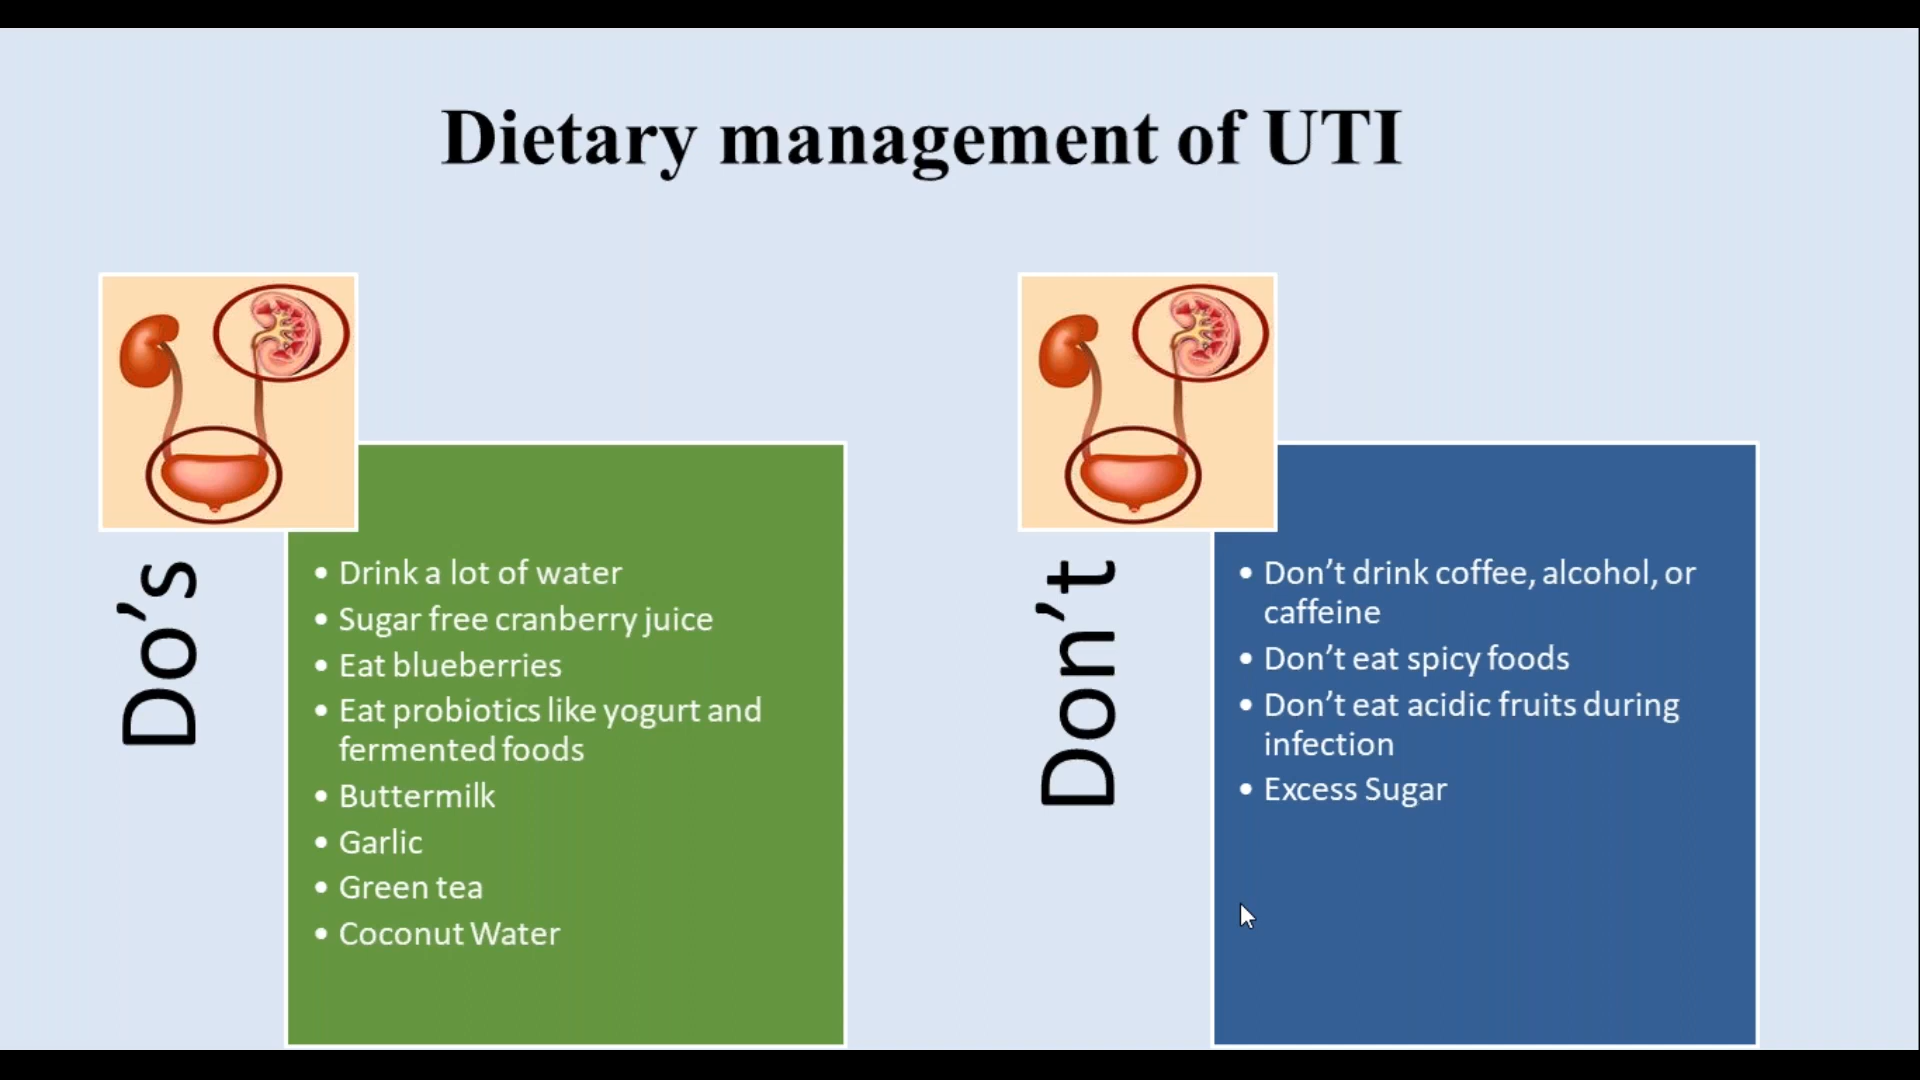 Dietary management of UTI
Do’s
• Drink a lot of water
• Sugar free cranberry juice
• Eat blueberries
• Eat probiotics like yogurt and
fermented foods
• Buttermilk
• Garlic
• Green tea
• Coconut Water
Don’t
• Don’t drink coffee, alcohol, or
caffeine
• Don’t eat spicy foods
• Don’t eat acidic fruits during
infection
• Excess Sugar